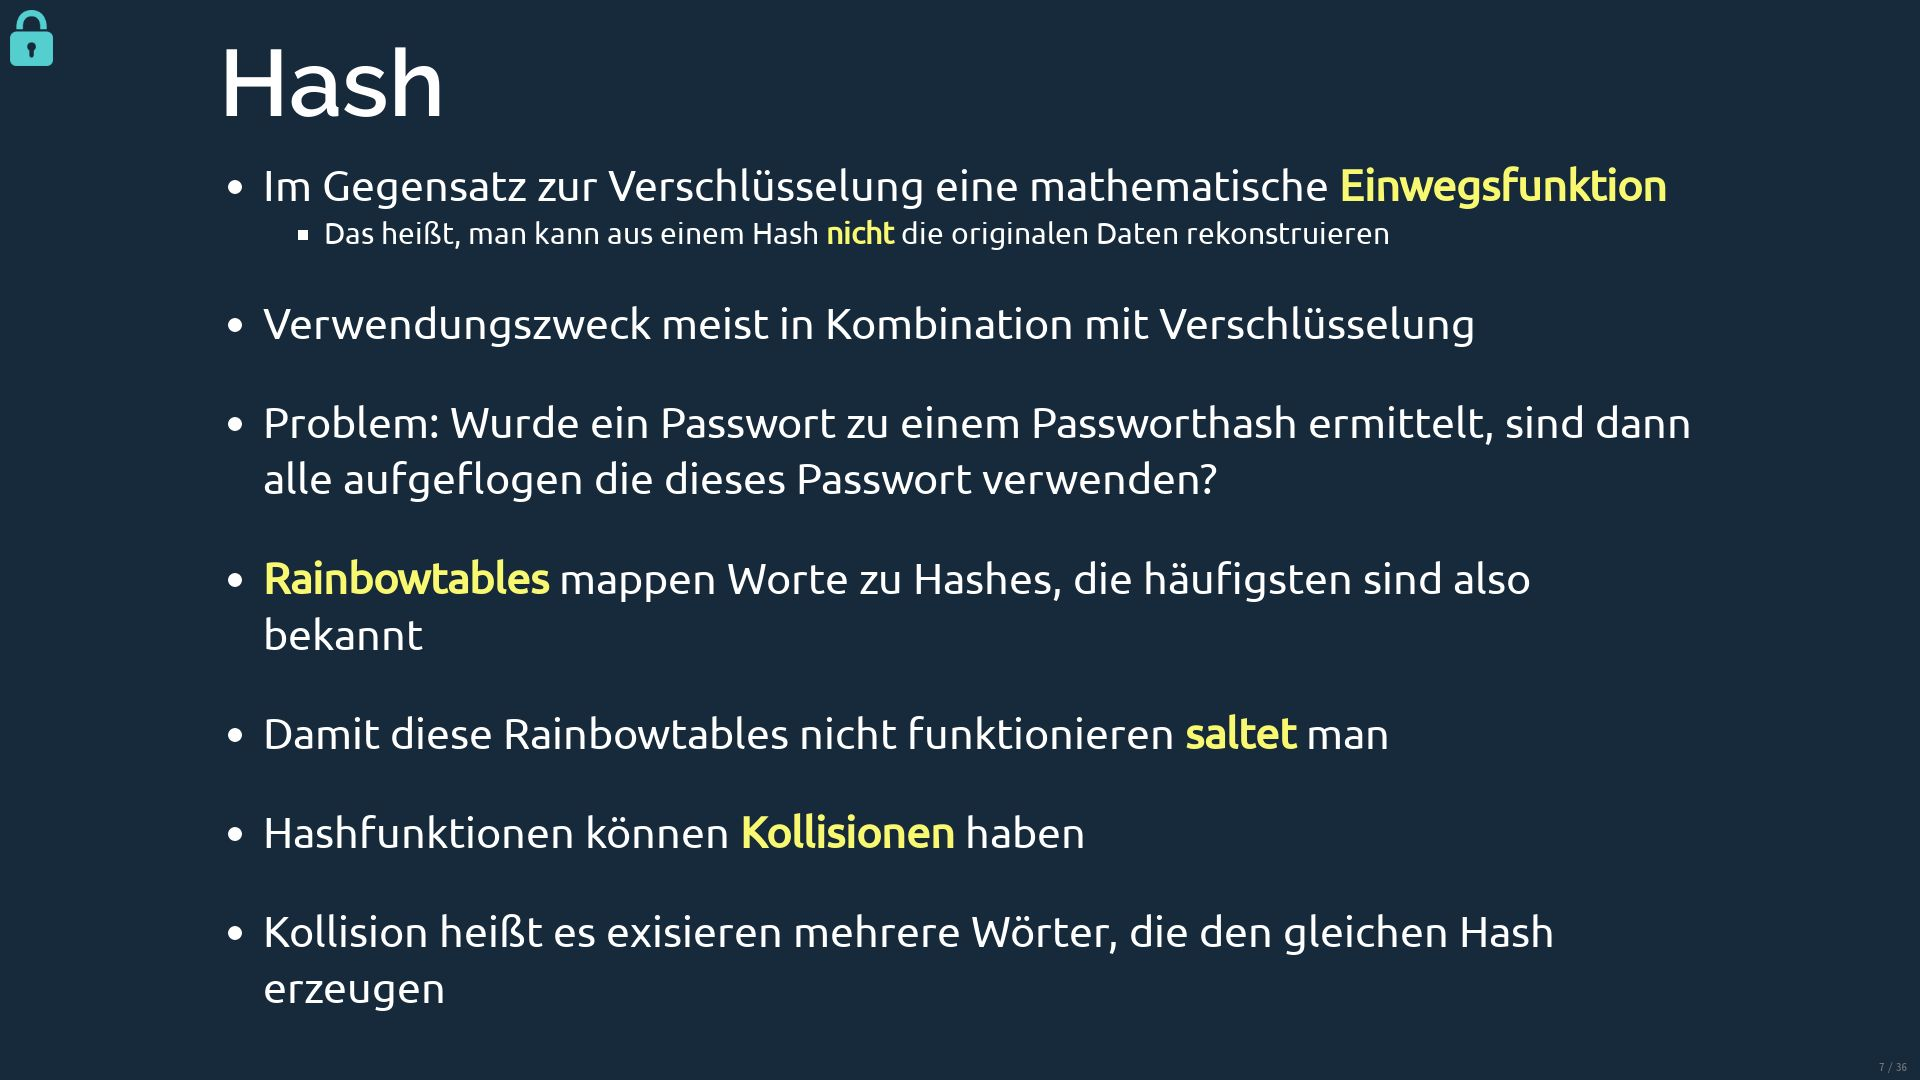 Hash
Im Gegensatz zur Verschlüsselung eine mathematische Einwegsfunktion
Das heißt, man kann aus einem Hash nicht die originalen Daten rekonstruieren
Verwendungszweck meist in Kombination mit Verschlüsselung
Problem: Wurde ein Passwort zu einem Passworthash ermittelt, sind dann
alle aufgeflogen die dieses Passwort verwenden?
Rainbowtables mappen Worte zu Hashes, die häufigsten sind also
bekannt
Damit diese Rainbowtables nicht funktionieren saltet man
Hashfunktionen können Kollisionen haben
Kollision heißt es exisieren mehrere Wörter, die den gleichen Hash
erzeugen
7 / 36